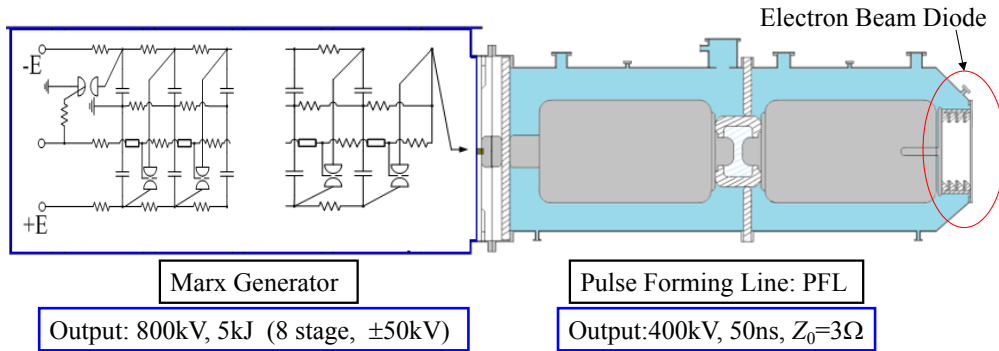 Electron Beam Diode
-E
+E
Marx Generator
Pulse Forming Line: PFL
Output: 800kV, 5kJ (8 stage, ±50kV)
Output:400kV, 50ns, Z₀=3Ω